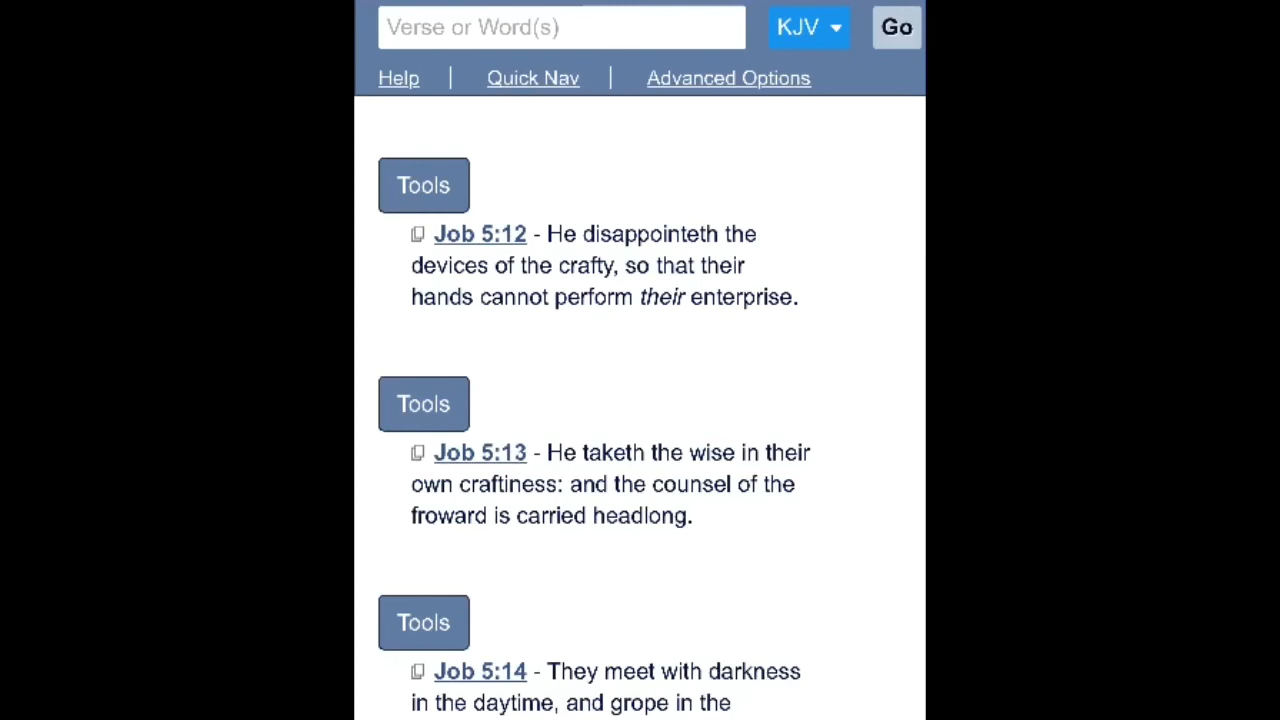 Verse or Word(s) KJV Go
Help | Quick Nav | Advanced Options
Tools
Job 5:12 - He disappointeth the
devices of the crafty, so that their
hands cannot perform their enterprise.
Tools
Job 5:13 - He taketh the wise in their
own craftiness: and the counsel of the
froward is carried headlong.
Tools
Job 5:14 - They meet with darkness
in the daytime, and grope in the